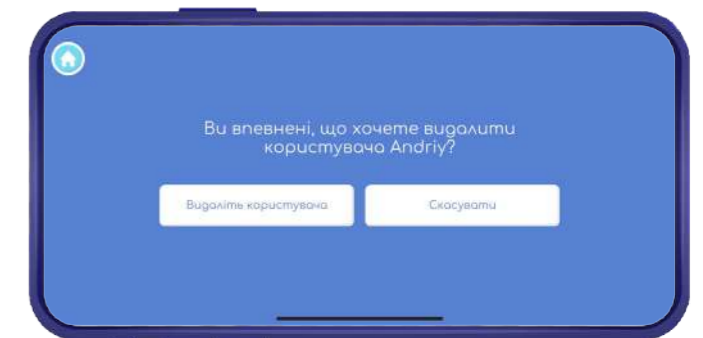 Ви впевнені, що хочете видалити
користувача Andriy?
Видаліть користувача
Скасувати